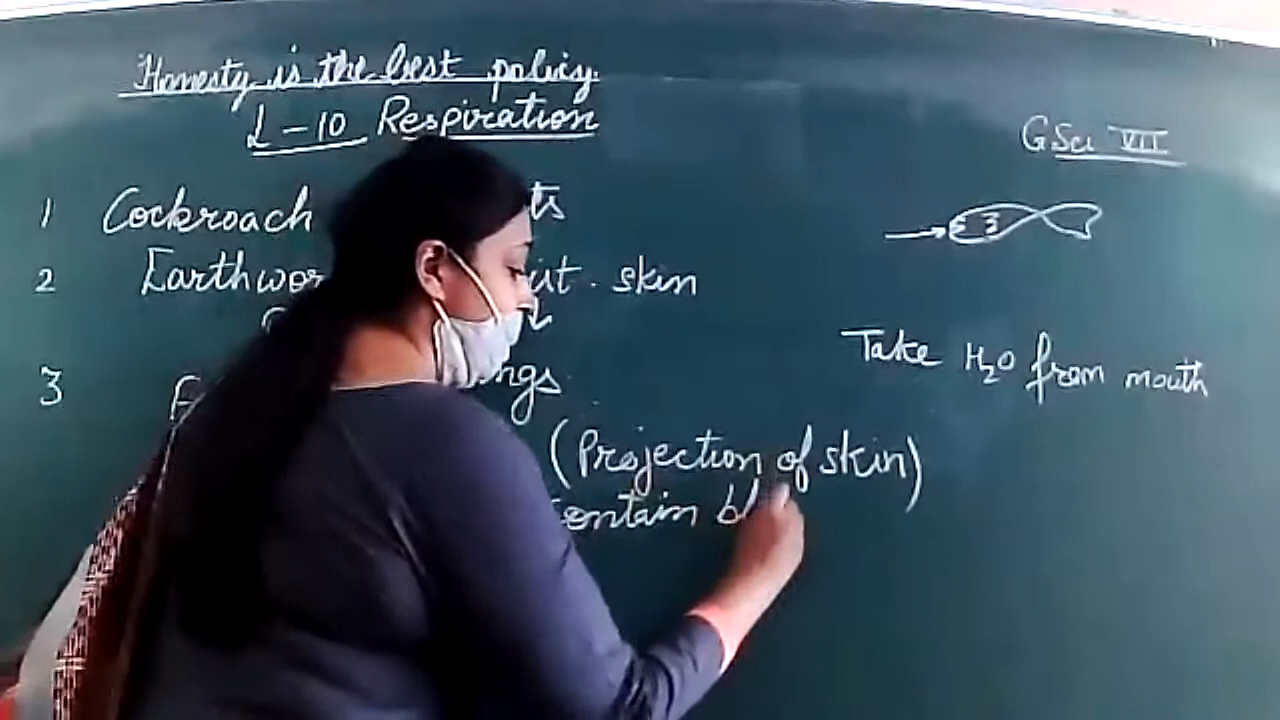 Honesty is the best policy.
L-10 Respiration
GSci VII
1 Cockroach
2 Earthwor
skin
3
ngs
Take H₂O from mouth
(Projection of skin)
contain bl